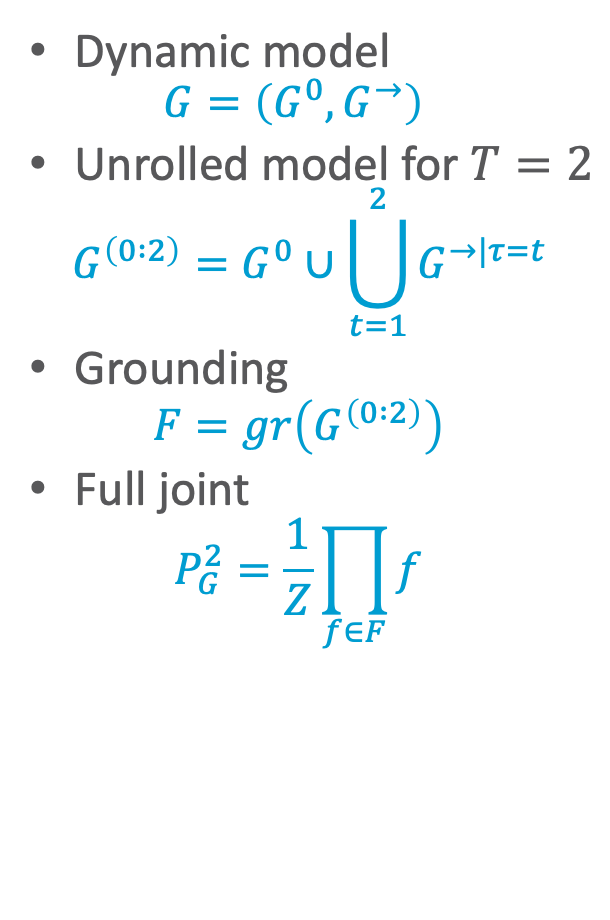 • Dynamic model
G = (G⁰, G^→)
• Unrolled model for T = 2
G^(0:2) = G⁰ ∪ ⋃_{t=1}^{2} G^{→|τ=t}
• Grounding
F = gr(G^(0:2))
• Full joint
P_G^2 = 1/Z ∏_{f∈F} f